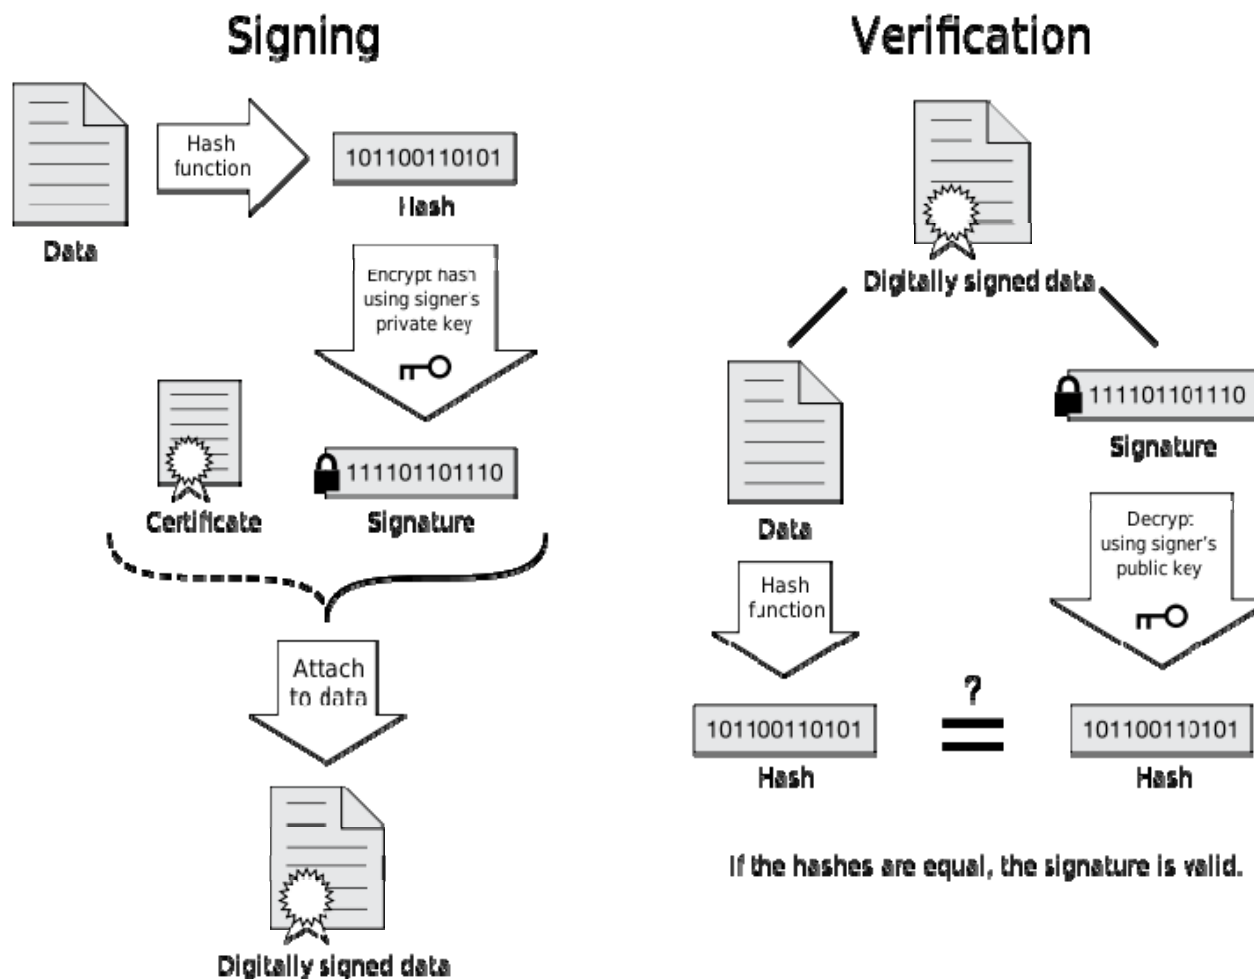 Signing
Hash
function
101100110101
Hash
Data
Encrypt hash
using signer's
private key
111101101110
Certificate
Signature
Attach
to data
Digitally signed data
Verification
Digitally signed data
111101101110
Signature
Data
Decrypt
using signer's
public key
Hash
function
?
101100110101
=
101100110101
Hash
Hash
If the hashes are equal, the signature is valid.